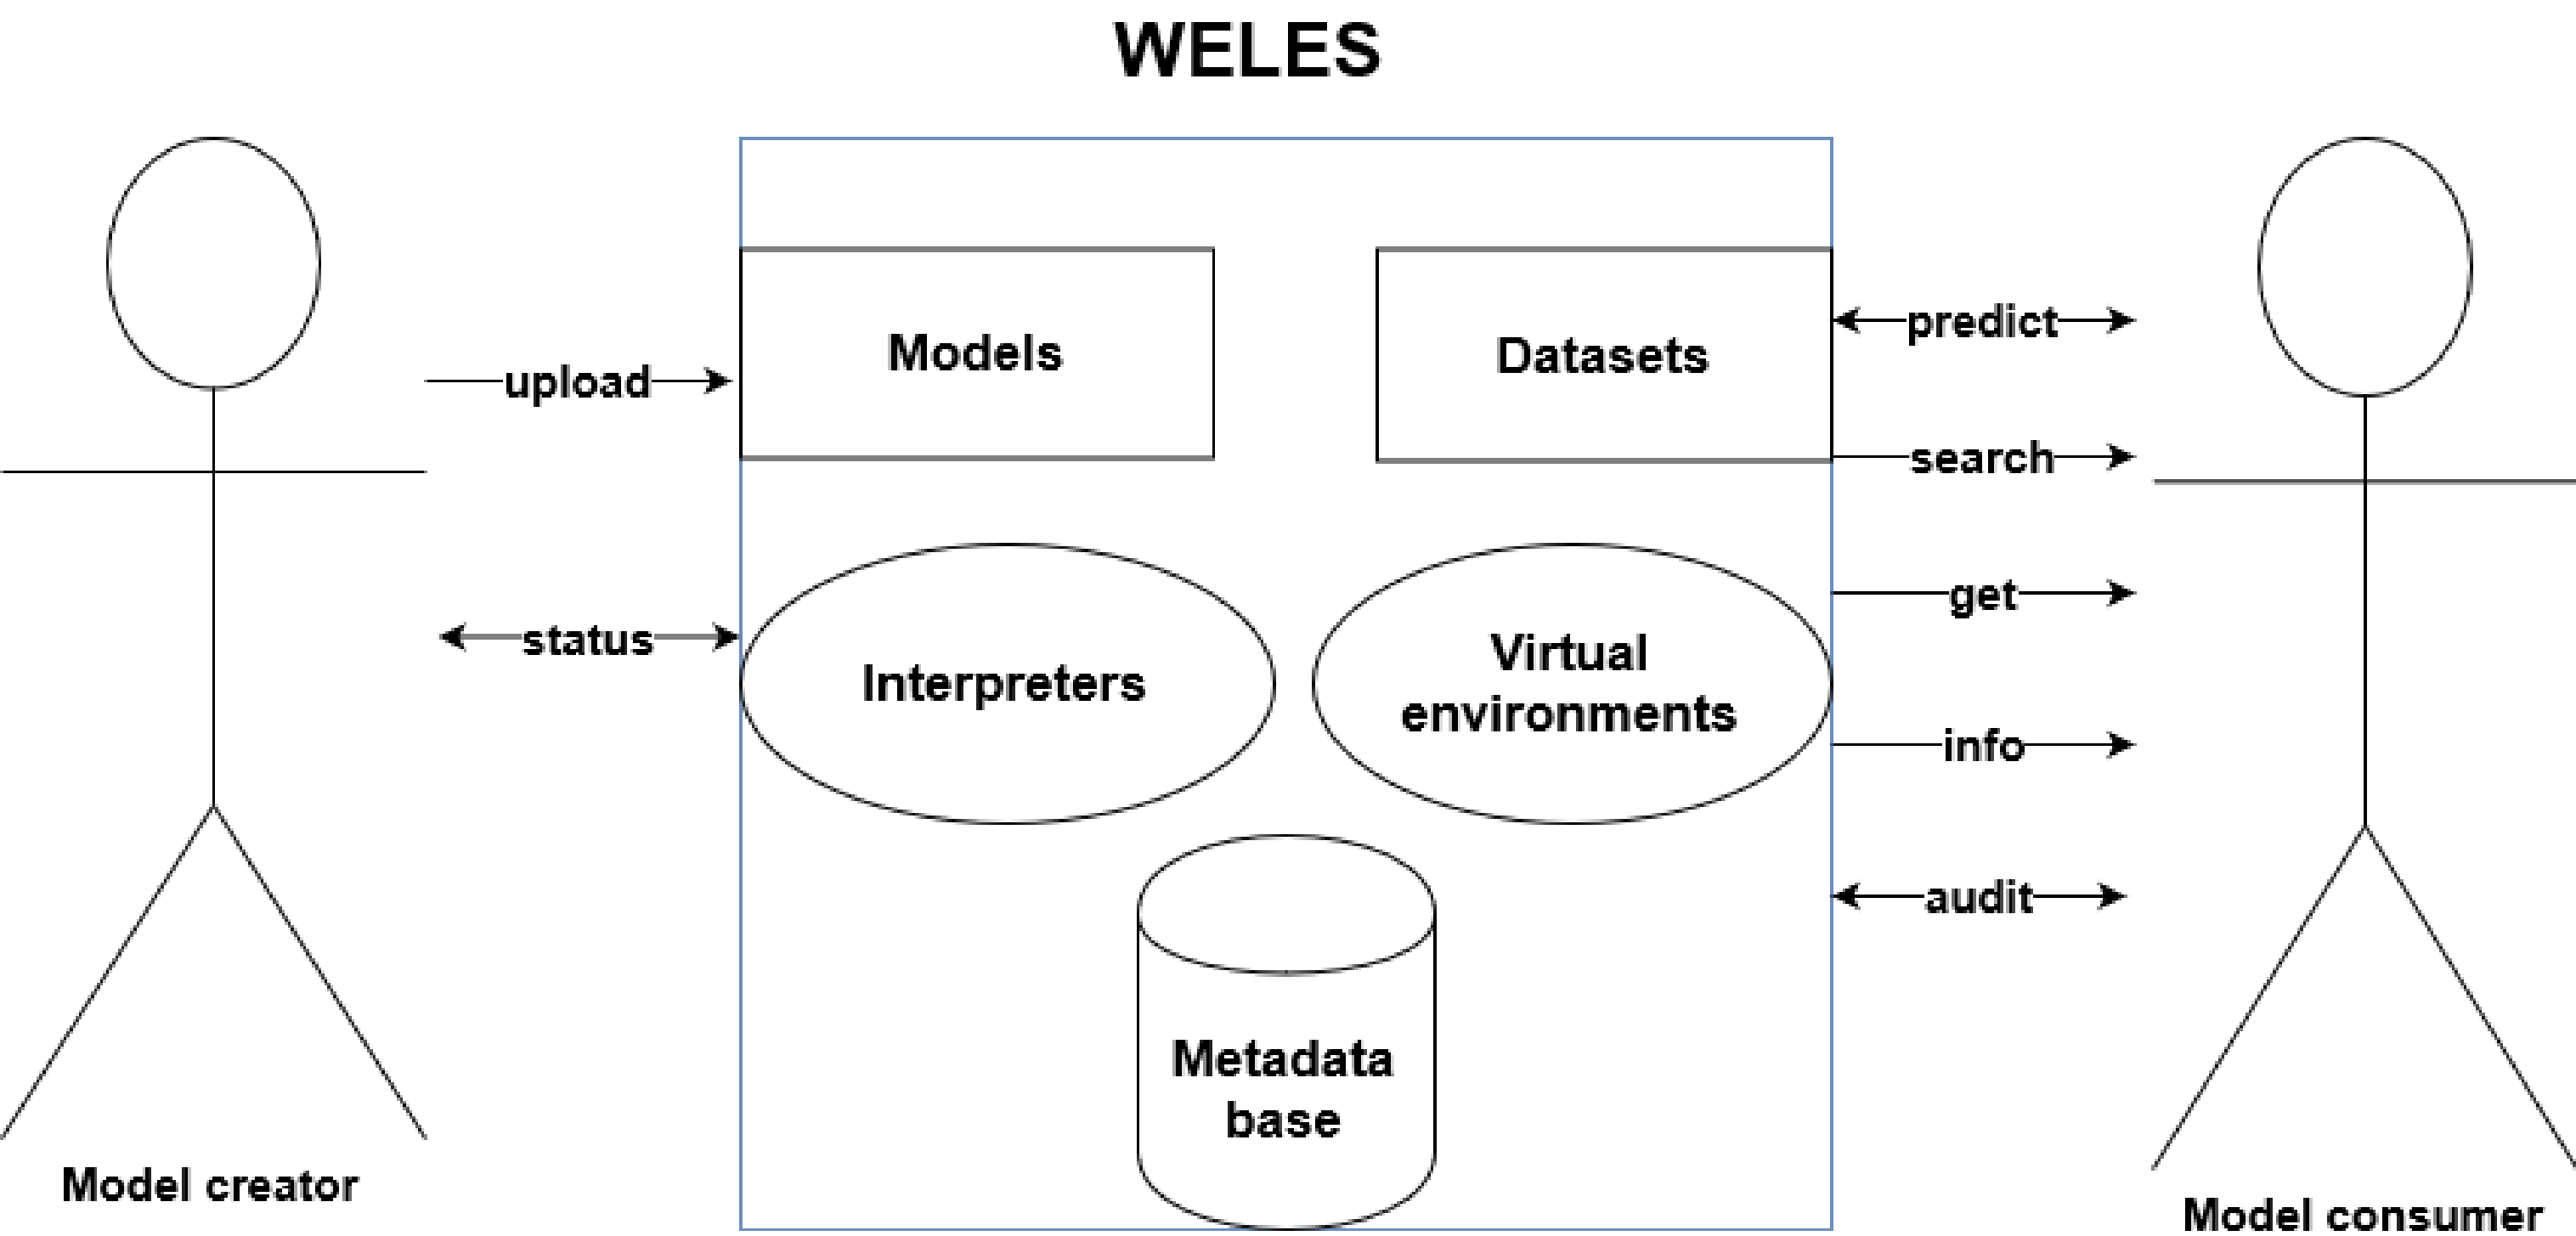 WELES
Models
Datasets
upload
predict
search
status
Interpreters
Virtual
environments
get
info
audit
Metadata
base
Model creator
Model consumer